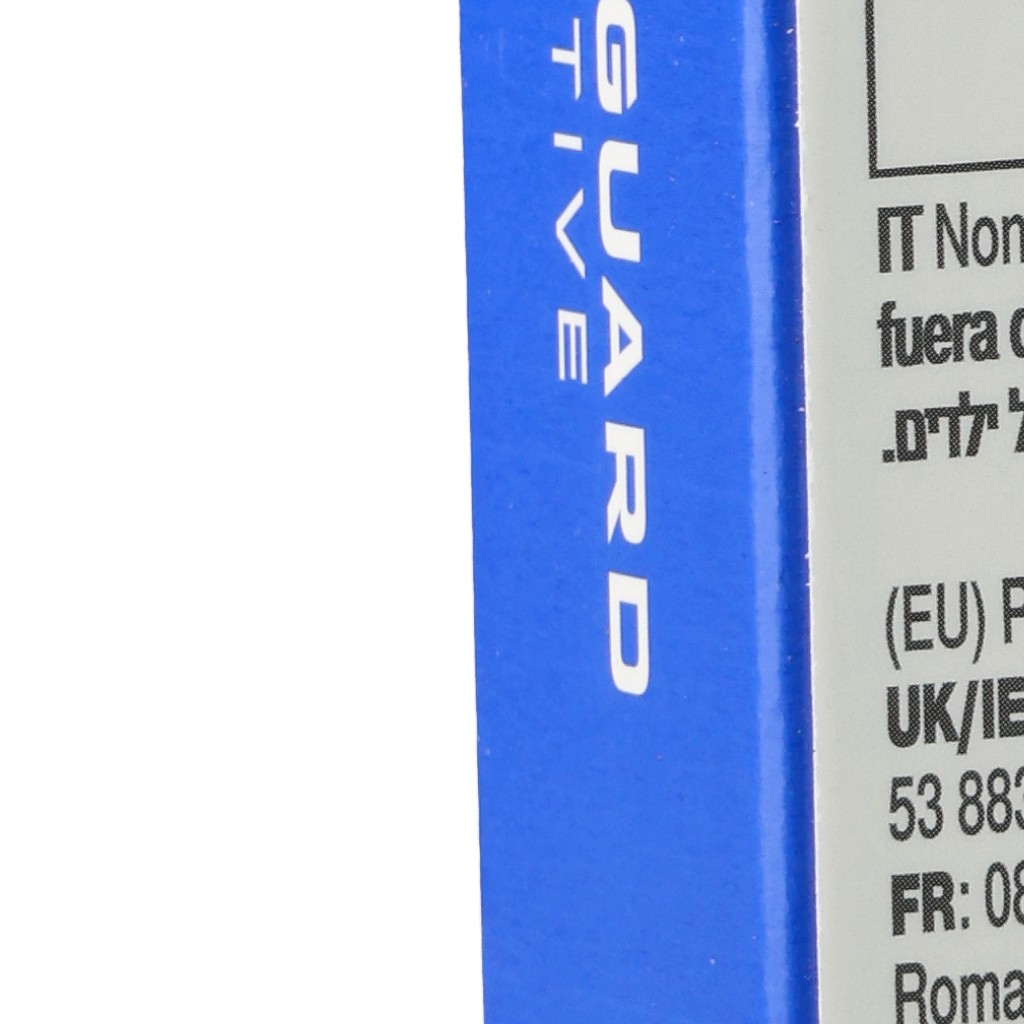 GUARD
TIVE
IT Non
fuera
ל ילדים.
(EU) P
UK/IE
53 883
FR: 08
Roma